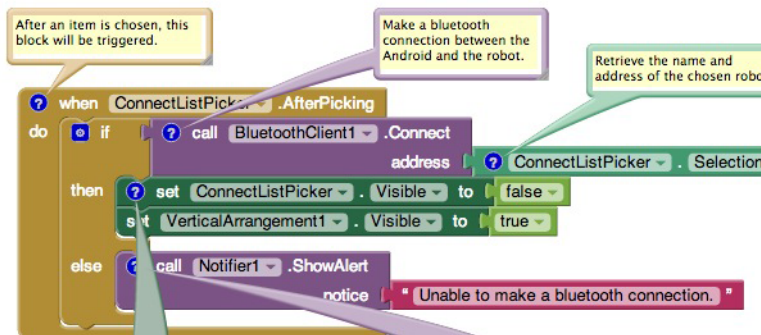 After an item is chosen, this
block will be triggered.
Make a bluetooth
connection between the
Android and the robot.
Retrieve the name and
address of the chosen robo
? when ConnectListPicker .AfterPicking
do if ? call BluetoothClient1 .Connect
address ? ConnectListPicker . Selection
then ? set ConnectListPicker . Visible to false
set VerticalArrangement1 . Visible to true
else ? call Notifier1 .ShowAlert
notice " Unable to make a bluetooth connection. "